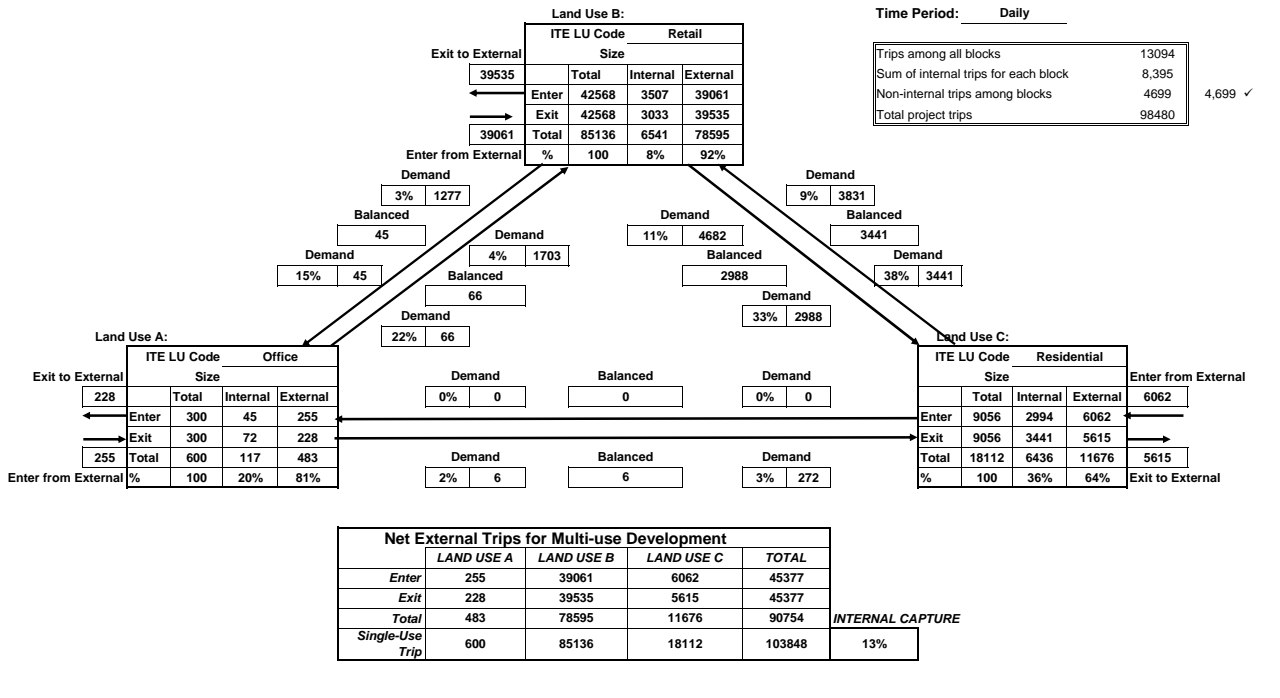 Land Use B:
Time Period: Daily
ITE LU Code Retail
Exit to External Size
39535 Total Internal External
Enter 42568 3507 39061
Exit 42568 3033 39535
39061 Total 85136 6541 78595
Enter from External % 100 8% 92%
Trips among all blocks 13094
Sum of internal trips for each block 8,395
Non-internal trips among blocks 4699 4,699 ✓
Total project trips 98480
Demand Demand
3% 1277 9% 3831
Balanced Demand Balanced
45 Demand 11% 4682 3441
Demand 4% 1703 Balanced Demand
15% 45 Balanced 2988 38% 3441
66 Demand
Demand 33% 2988
22% 66
Land Use A: Land Use C:
ITE LU Code Office
Exit to External Size
228 Total Internal External
Enter 300 45 255
Exit 300 72 228
255 Total 600 117 483
Enter from External % 100 20% 81%
Demand Balanced Demand
0% 0 0 0% 0
Demand Balanced Demand
2% 6 6 3% 272
ITE LU Code Residential
Size Enter from External
Total Internal External 6062
Enter 9056 2994 6062
Exit 9056 3441 5615
Total 18112 6436 11676 5615
% 100 36% 64% Exit to External
Net External Trips for Multi-use Development
LAND USE A LAND USE B LAND USE C TOTAL
Enter 255 39061 6062 45377
Exit 228 39535 5615 45377
Total 483 78595 11676 90754 INTERNAL CAPTURE
Single-Use
Trip 600 85136 18112 103848 13%